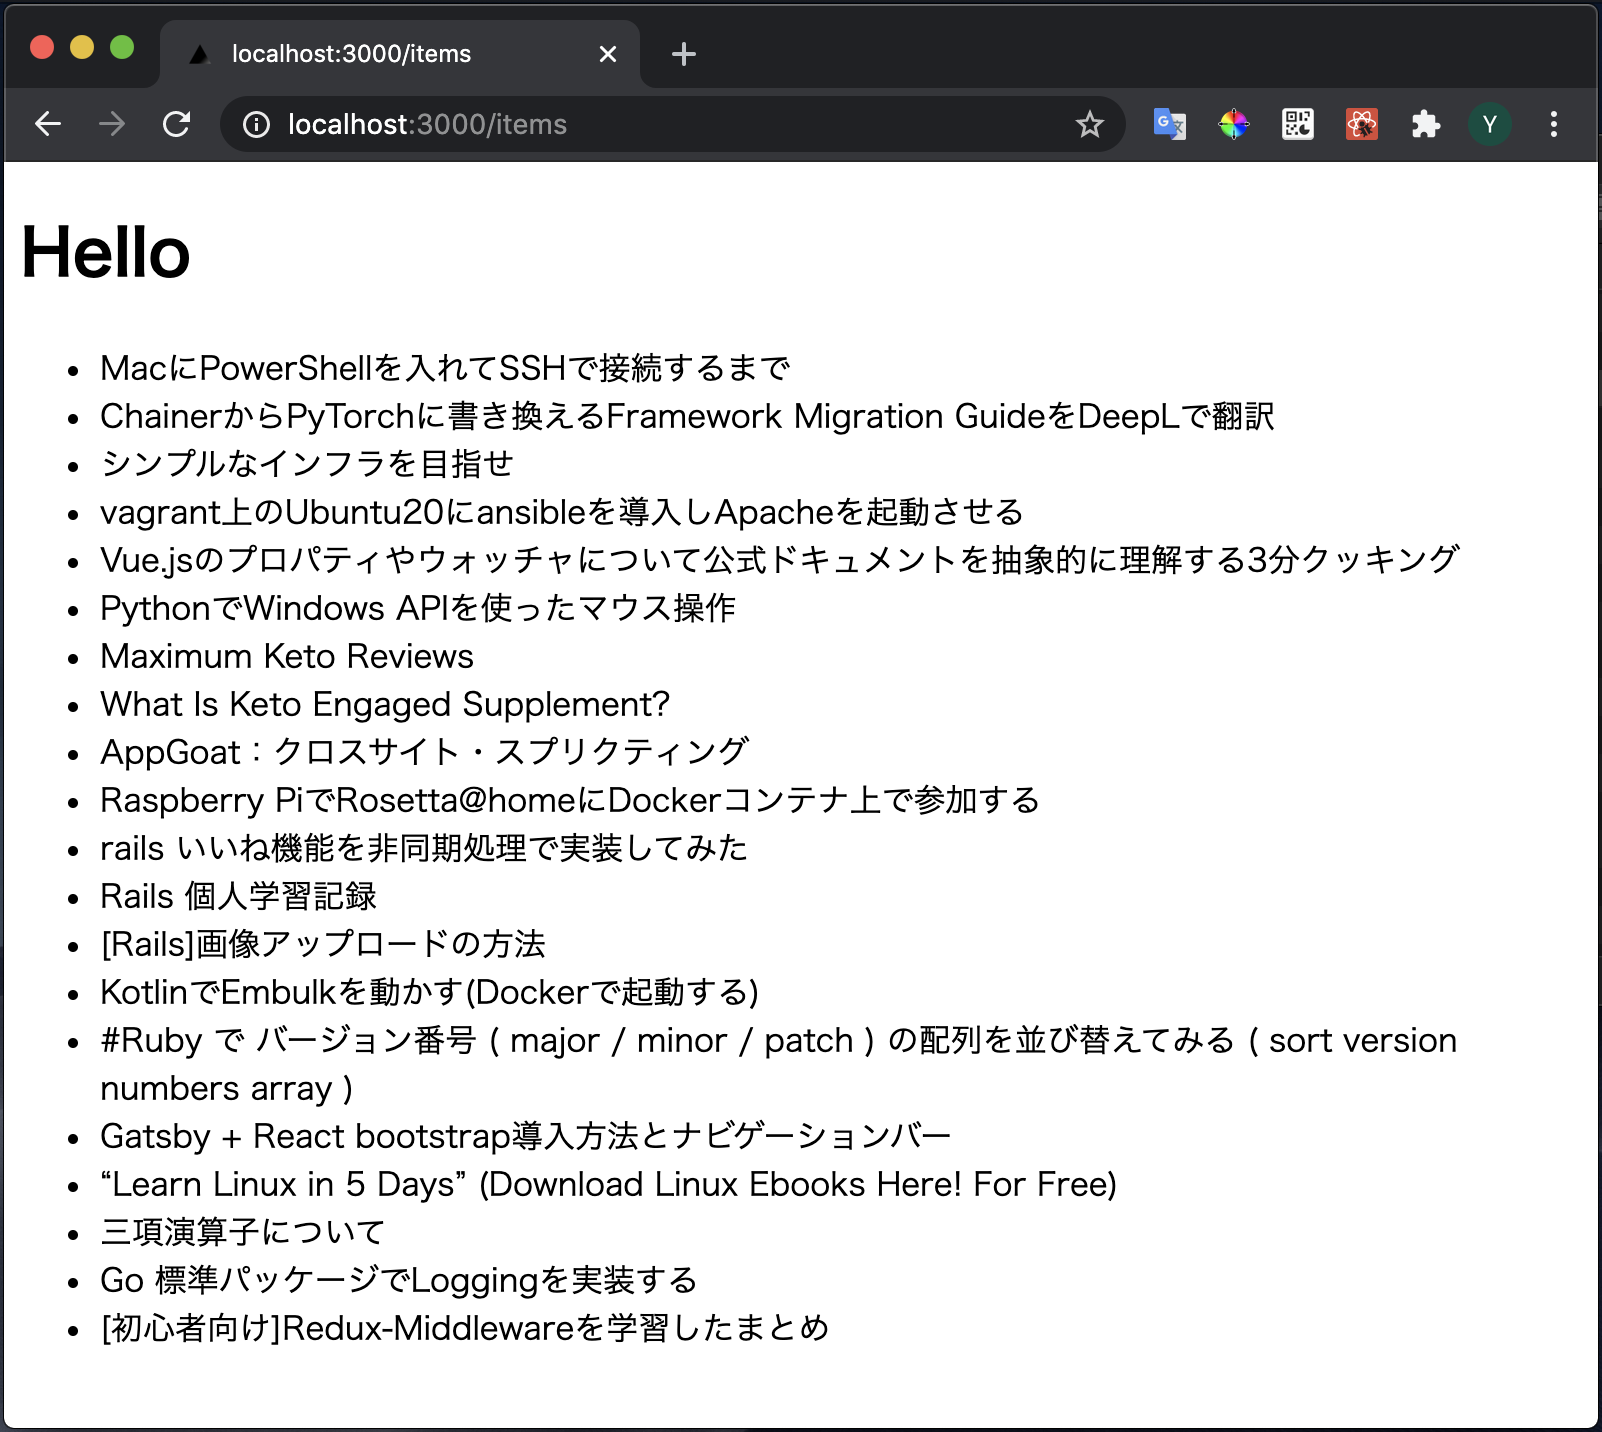 localhost:3000/items
localhost:3000/items
Y
Hello
MacにPowerShellを入れてSSHで接続するまで
ChainerからPyTorchに書き換えるFramework Migration GuideをDeepLで翻訳
シンプルなインフラを目指せ
vagrant上のUbuntu20にansibleを導入しApacheを起動させる
Vue.jsのプロパティやウォッチャについて公式ドキュメントを抽象的に理解する3分クッキング
PythonでWindows APIを使ったマウス操作
Maximum Keto Reviews
What Is Keto Engaged Supplement?
AppGoat：クロスサイト・スプリクティング
Raspberry PiでRosetta@homeにDockerコンテナ上で参加する
rails いいね機能を非同期処理で実装してみた
Rails 個人学習記録
[Rails]画像アップロードの方法
KotlinでEmbulkを動かす(Dockerで起動する)
#Ruby で バージョン番号 ( major / minor / patch ) の配列を並び替えてみる ( sort version
numbers array )
Gatsby + React bootstrap導入方法とナビゲーションバー
“Learn Linux in 5 Days” (Download Linux Ebooks Here! For Free)
三項演算子について
Go 標準パッケージでLoggingを実装する
[初心者向け]Redux-Middlewareを学習したまとめ